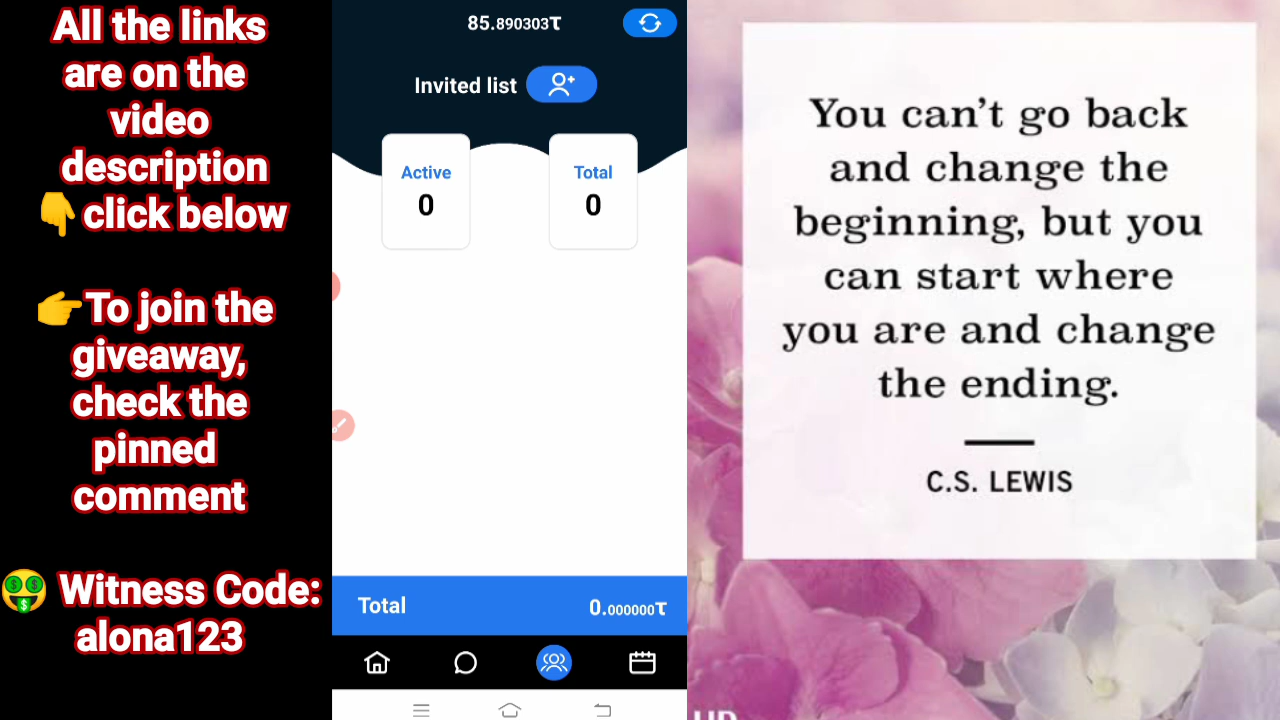 All the links
are on the
video
description
👇click below
👉To join the
giveaway,
check the
pinned
comment
🤑 Witness Code:
alona123
85.890303τ
Invited list
Active
0
Total
0
Total
0.000000τ
You can't go back
and change the
beginning, but you
can start where
you are and change
the ending.
C.S. LEWIS